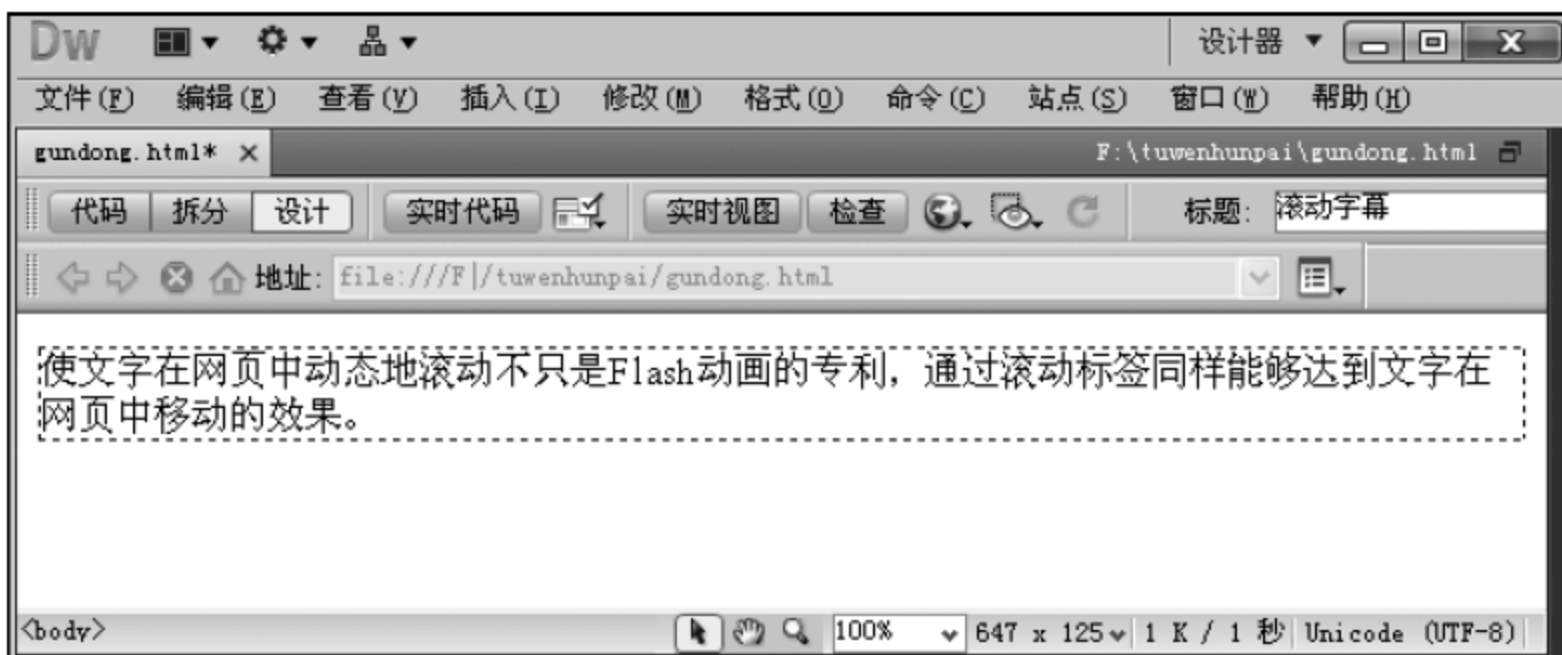 Dw 设计器
文件(F) 编辑(E) 查看(V) 插入(I) 修改(M) 格式(O) 命令(C) 站点(S) 窗口(W) 帮助(H)
gundong.html* F:\tuwenhunpai\gundong.html
代码 拆分 设计 实时代码 实时视图 检查 标题: 滚动字幕
地址: file:///F|/tuwenhunpai/gundong.html
使文字在网页中动态地滚动不只是Flash动画的专利，通过滚动标签同样能够达到文字在
网页中移动的效果。
<body> 100% 647 x 125 1 K / 1 秒 Unicode (UTF-8)